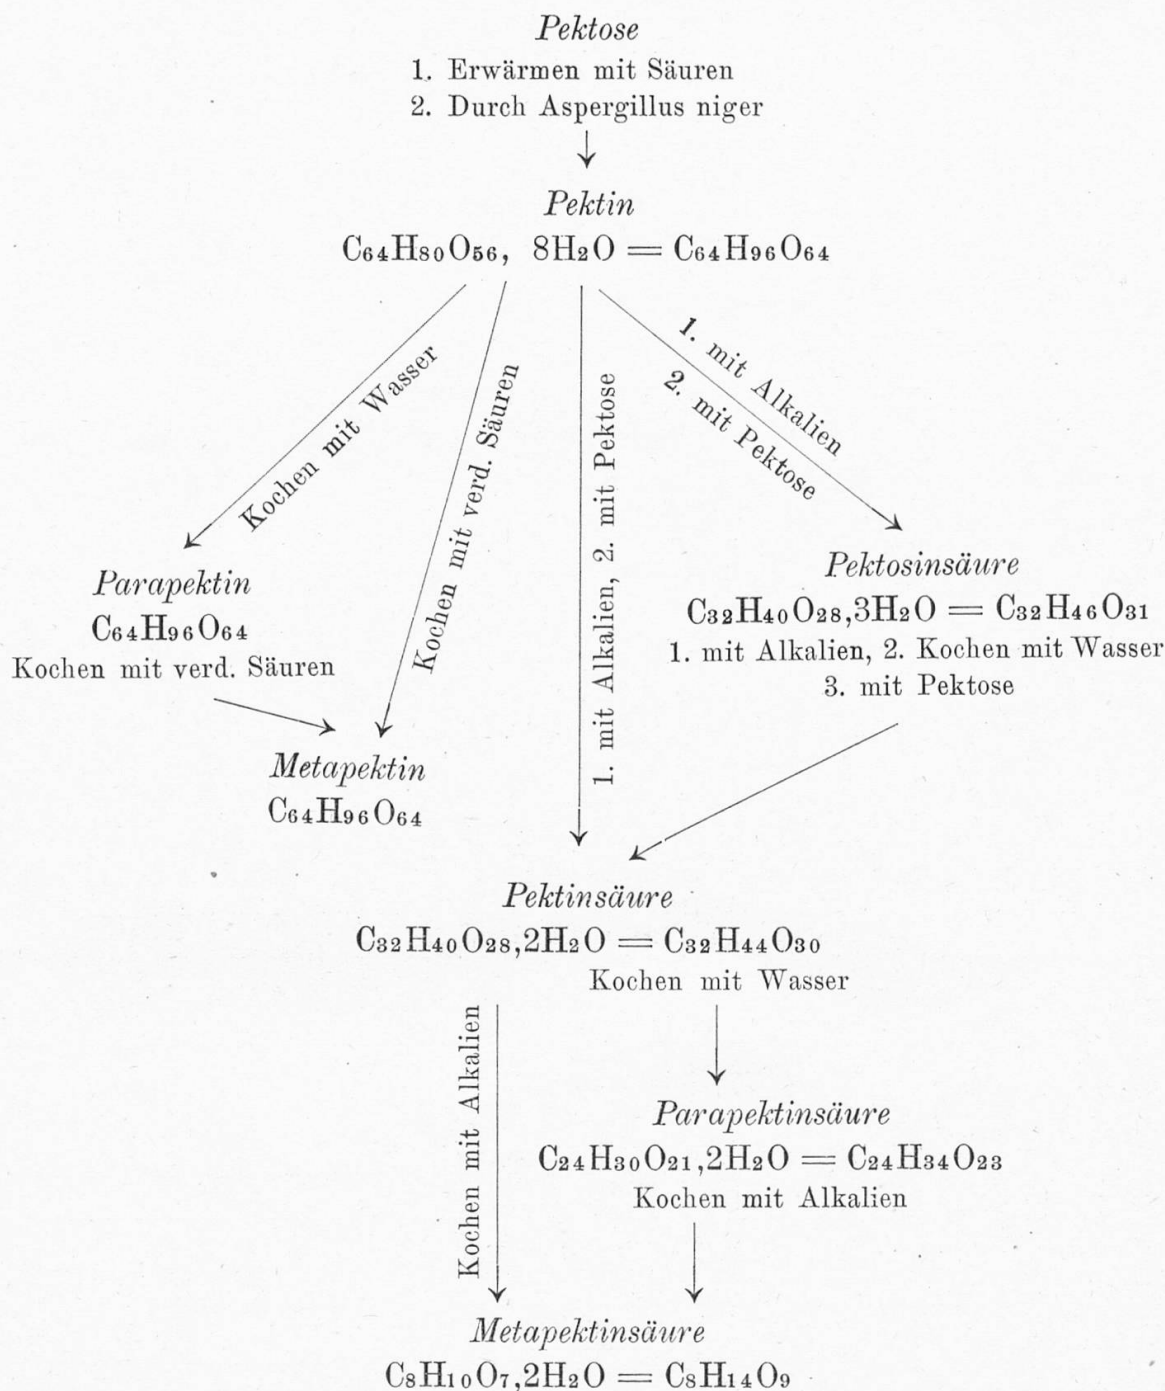 Pektose
1. Erwärmen mit Säuren
2. Durch Aspergillus niger
Pektin
C₆₄H₈₀O₅₆, 8H₂O = C₆₄H₉₆O₆₄
Kochen mit Wasser
Kochen mit verd. Säuren
1. mit Alkalien, 2. mit Pektose
1. mit Alkalien
2. mit Pektose
Parapektin
C₆₄H₉₆O₆₄
Kochen mit verd. Säuren
Pektosinsäure
C₃₂H₄₀O₂₈,3H₂O = C₃₂H₄₆O₃₁
1. mit Alkalien, 2. Kochen mit Wasser
3. mit Pektose
Metapektin
C₆₄H₉₆O₆₄
Pektinsäure
C₃₂H₄₀O₂₈,2H₂O = C₃₂H₄₄O₃₀
Kochen mit Wasser
Kochen mit Alkalien
Parapektinsäure
C₂₄H₃₀O₂₁,2H₂O = C₂₄H₃₄O₂₃
Kochen mit Alkalien
Metapektinsäure
C₈H₁₀O₇,2H₂O = C₈H₁₄O₉